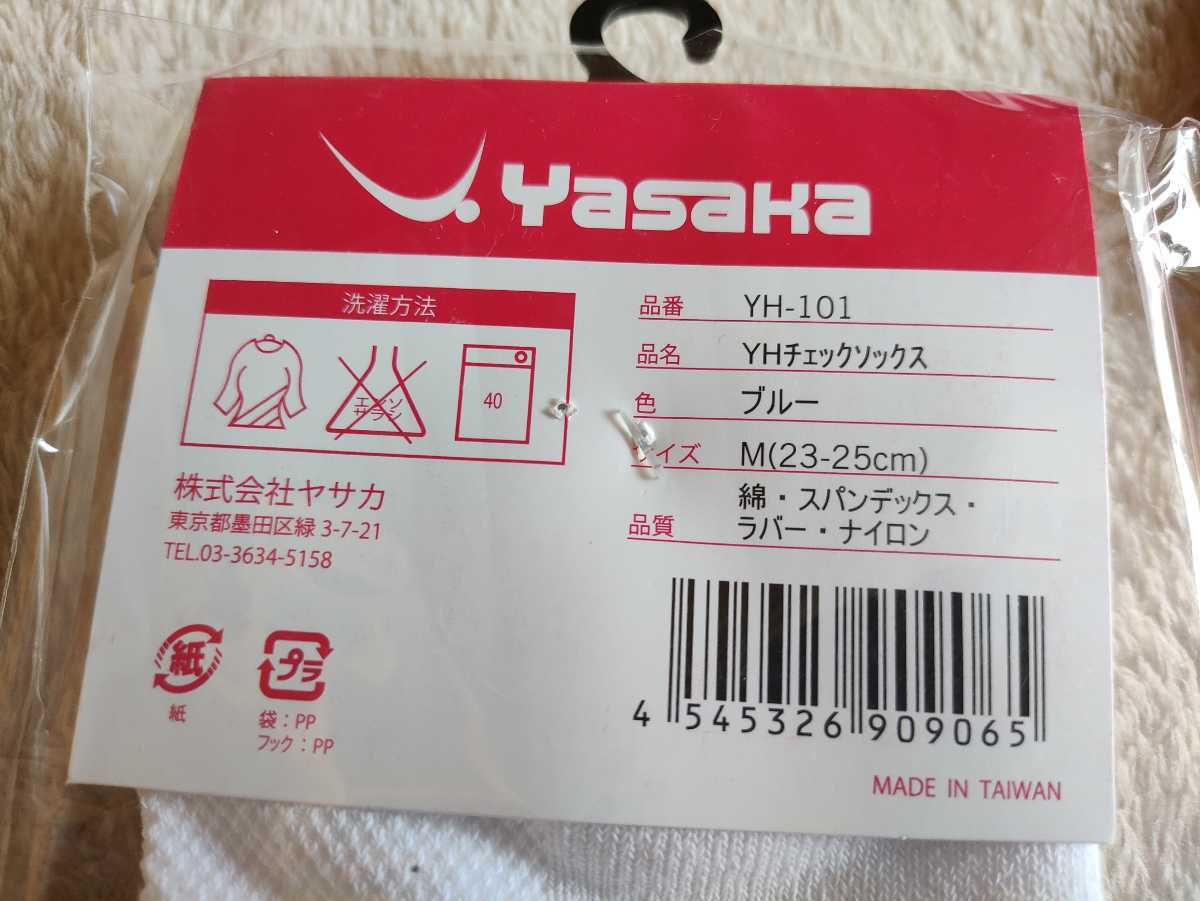 Yasaka
洗濯方法
エンソ
サラシ
40
品番 YH-101
品名 YHチェックソックス
色 ブルー
サイズ M(23-25cm)
品質 綿・スパンデックス・
ラバー・ナイロン
株式会社ヤサカ
東京都墨田区緑 3-7-21
TEL.03-3634-5158
紙
紙
プラ
袋：PP
フック：PP
4 545326 909065
MADE IN TAIWAN